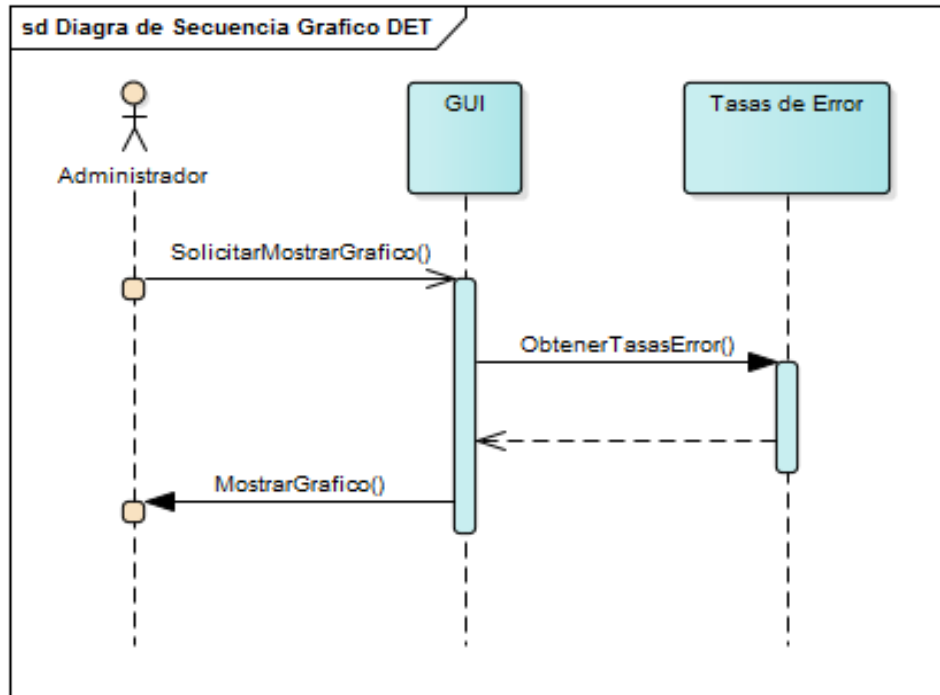 sd Diagra de Secuencia Grafico DET
GUI
Tasas de Error
Administrador
SolicitarMostrarGrafico()
ObtenerTasasError()
MostrarGrafico()